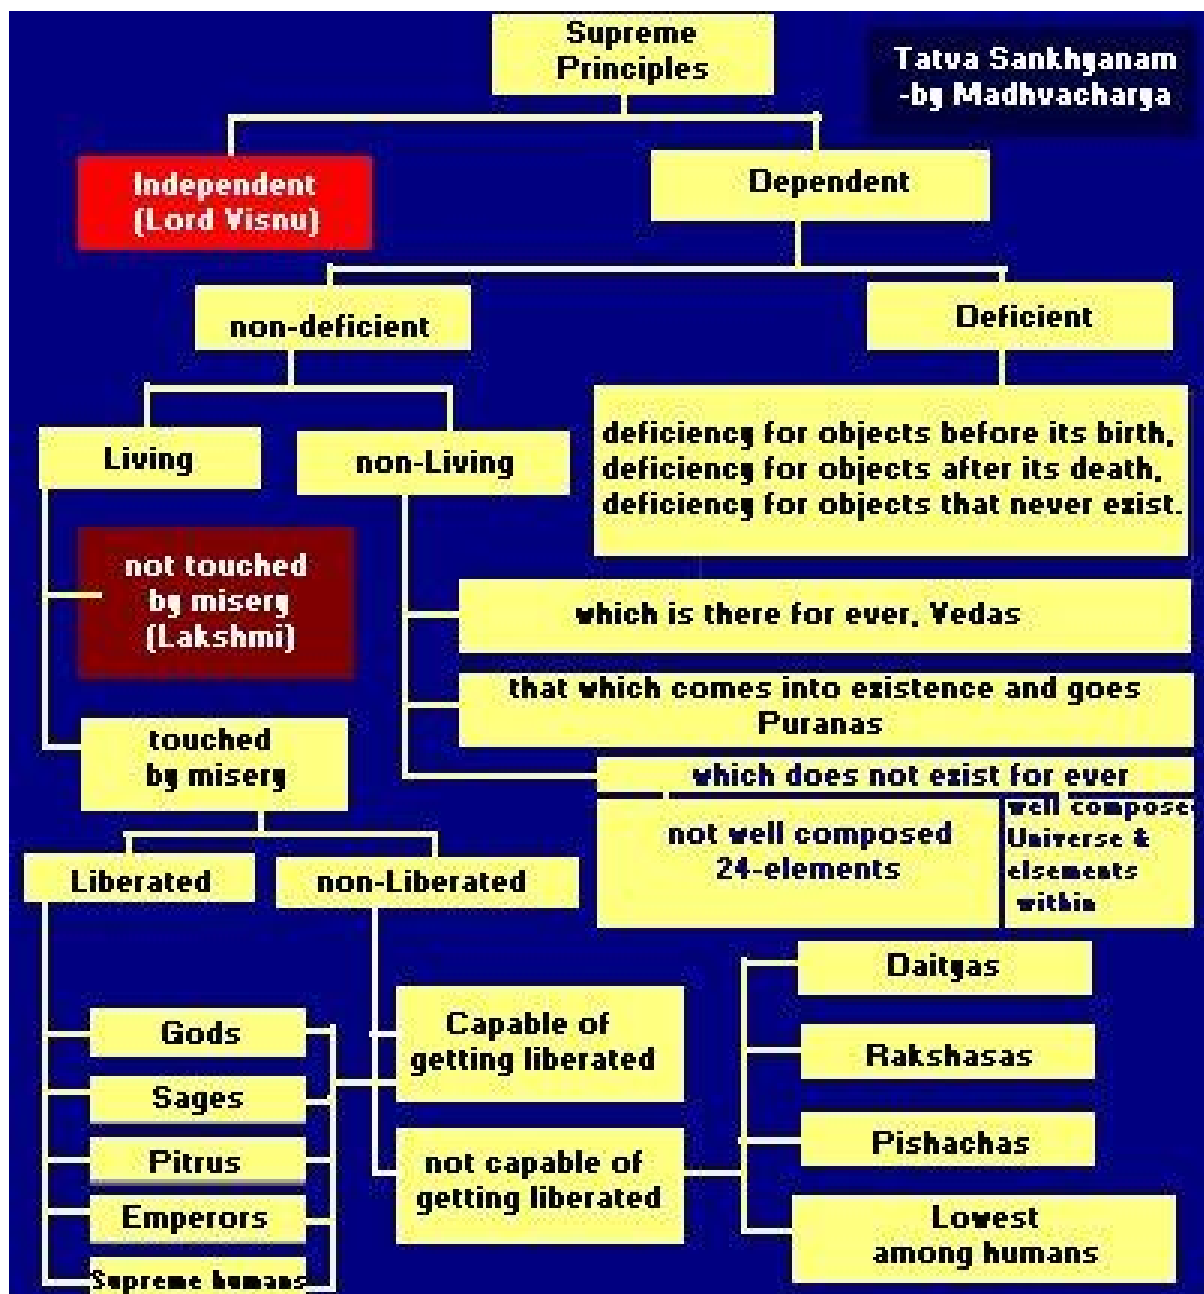 Supreme
Principles
Tatva Sankhyanam
-by Madhvacharya
Independent
(Lord Visnu)
Dependent
non-deficient
Deficient
Living
non-Living
deficiency for objects before its birth,
deficiency for objects after its death,
deficiency for objects that never exist.
not touched
by misery
(Lakshmi)
which is there for ever, Vedas
that which comes into existence and goes
Puranas
touched
by misery
which does not exist for ever
not well composed
24-elements
well compose
Universe &
elsements
within
Liberated
non-Liberated
Gods
Sages
Pitrus
Emperors
Supreme humans
Capable of
getting liberated
not capable of
getting liberated
Daityas
Rakshasas
Pishachas
Lowest
among humans